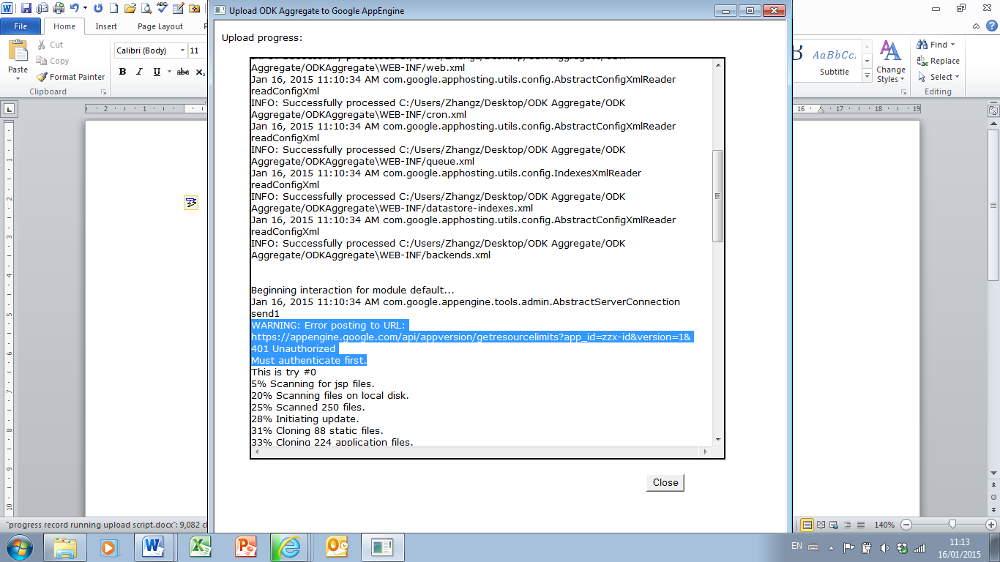 Upload ODK Aggregate to Google AppEngine
File
Home
Insert
Page Layout
Paste
Cut
Copy
Format Painter
Clipboard
Calibri (Body)
11
B I U abc
AaBbCc
Subtitle
Change
Styles
Find
Replace
Select
Editing
Upload progress:
Aggregate/ODKAggregate\WEB-INF/web.xml
Jan 16, 2015 11:10:34 AM com.google.apphosting.utils.config.AbstractConfigXmlReader
readConfigXml
INFO: Successfully processed C:/Users/Zhangz/Desktop/ODK Aggregate/ODK
Aggregate/ODKAggregate\WEB-INF/cron.xml
Jan 16, 2015 11:10:34 AM com.google.apphosting.utils.config.AbstractConfigXmlReader
readConfigXml
INFO: Successfully processed C:/Users/Zhangz/Desktop/ODK Aggregate/ODK
Aggregate/ODKAggregate\WEB-INF/queue.xml
Jan 16, 2015 11:10:34 AM com.google.apphosting.utils.config.IndexesXmlReader
readConfigXml
INFO: Successfully processed C:/Users/Zhangz/Desktop/ODK Aggregate/ODK
Aggregate/ODKAggregate\WEB-INF/datastore-indexes.xml
Jan 16, 2015 11:10:34 AM com.google.apphosting.utils.config.AbstractConfigXmlReader
readConfigXml
INFO: Successfully processed C:/Users/Zhangz/Desktop/ODK Aggregate/ODK
Aggregate/ODKAggregate\WEB-INF/backends.xml
Beginning interaction for module default...
Jan 16, 2015 11:10:34 AM com.google.appengine.tools.admin.AbstractServerConnection
send1
WARNING: Error posting to URL:
https://appengine.google.com/api/appversion/getresourcelimits?app_id=zzx-id&version=1&
401 Unauthorized
Must authenticate first.
This is try #0
5% Scanning for jsp files.
20% Scanning files on local disk.
25% Scanned 250 files.
28% Initiating update.
31% Cloning 88 static files.
33% Cloning 224 application files.
Close
"progress record running upload script.docx": 9,082 c
140%
EN
11:13
16/01/2015